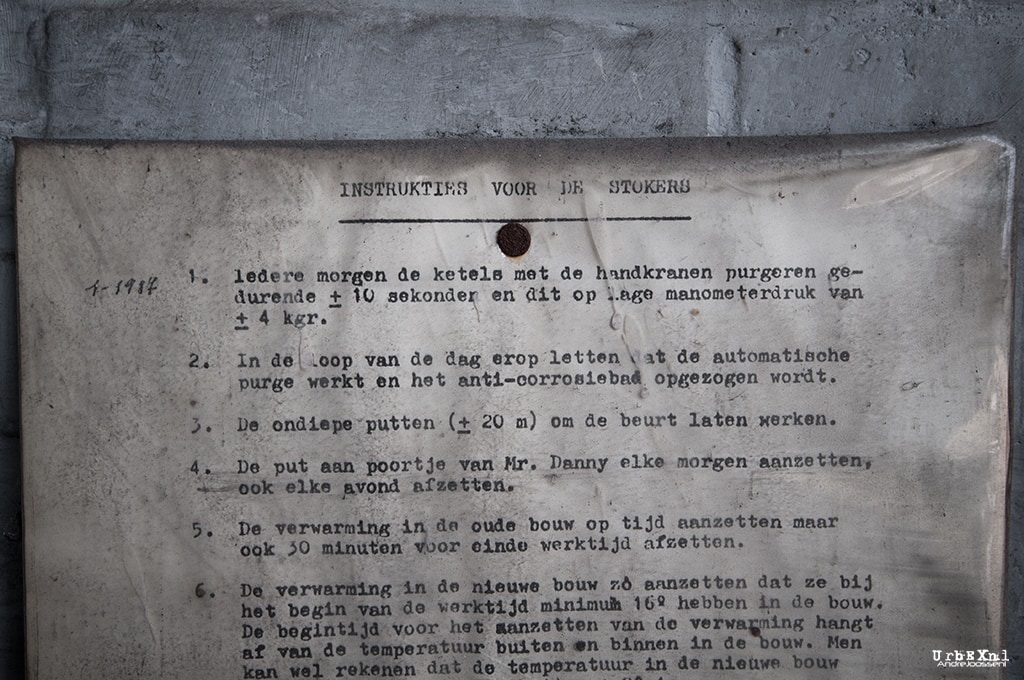 INSTRUKTIES VOOR DE STOKERS
1-1987
1. Iedere morgen de ketels met de handkranen purgeren ge-
durende ± 10 sekonden en dit op lage manometerdruk van
± 4 kgr.
2. In de loop van de dag erop letten dat de automatische
purge werkt en het anti-corrosiebad opgezogen wordt.
3. De ondiepe putten (± 20 m) om de beurt laten werken.
4. De put aan poortje van Mr. Danny elke morgen aanzetten,
ook elke avond afzetten.
5. De verwarming in de oude bouw op tijd aanzetten maar
ook 30 minuten voor einde werktijd afzetten.
6. De verwarming in de nieuwe bouw zó aanzetten dat ze bij
het begin van de werktijd minimum 16º hebben in de bouw.
De begintijd voor het aanzetten van de verwarming hangt
af van de temperatuur buiten en binnen in de bouw. Men
kan wel rekenen dat de temperatuur in de nieuwe bouw
UrbEXnl
AndreJoosse.nl